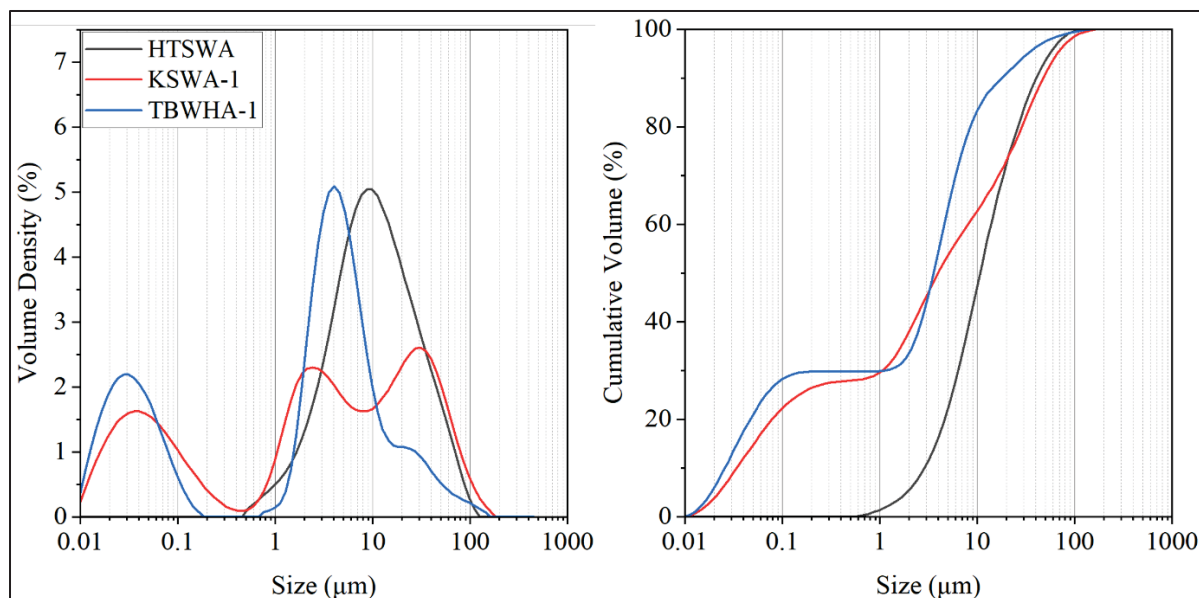 HTSWA
KSWA-1
TBWHA-1
7
6
5
4
3
2
1
0
Volume Density (%)
0.01 0.1 1 10 100 1000
Size (μm)
100
80
60
40
20
0
Cumulative Volume (%)
0.01 0.1 1 10 100 1000
Size (μm)